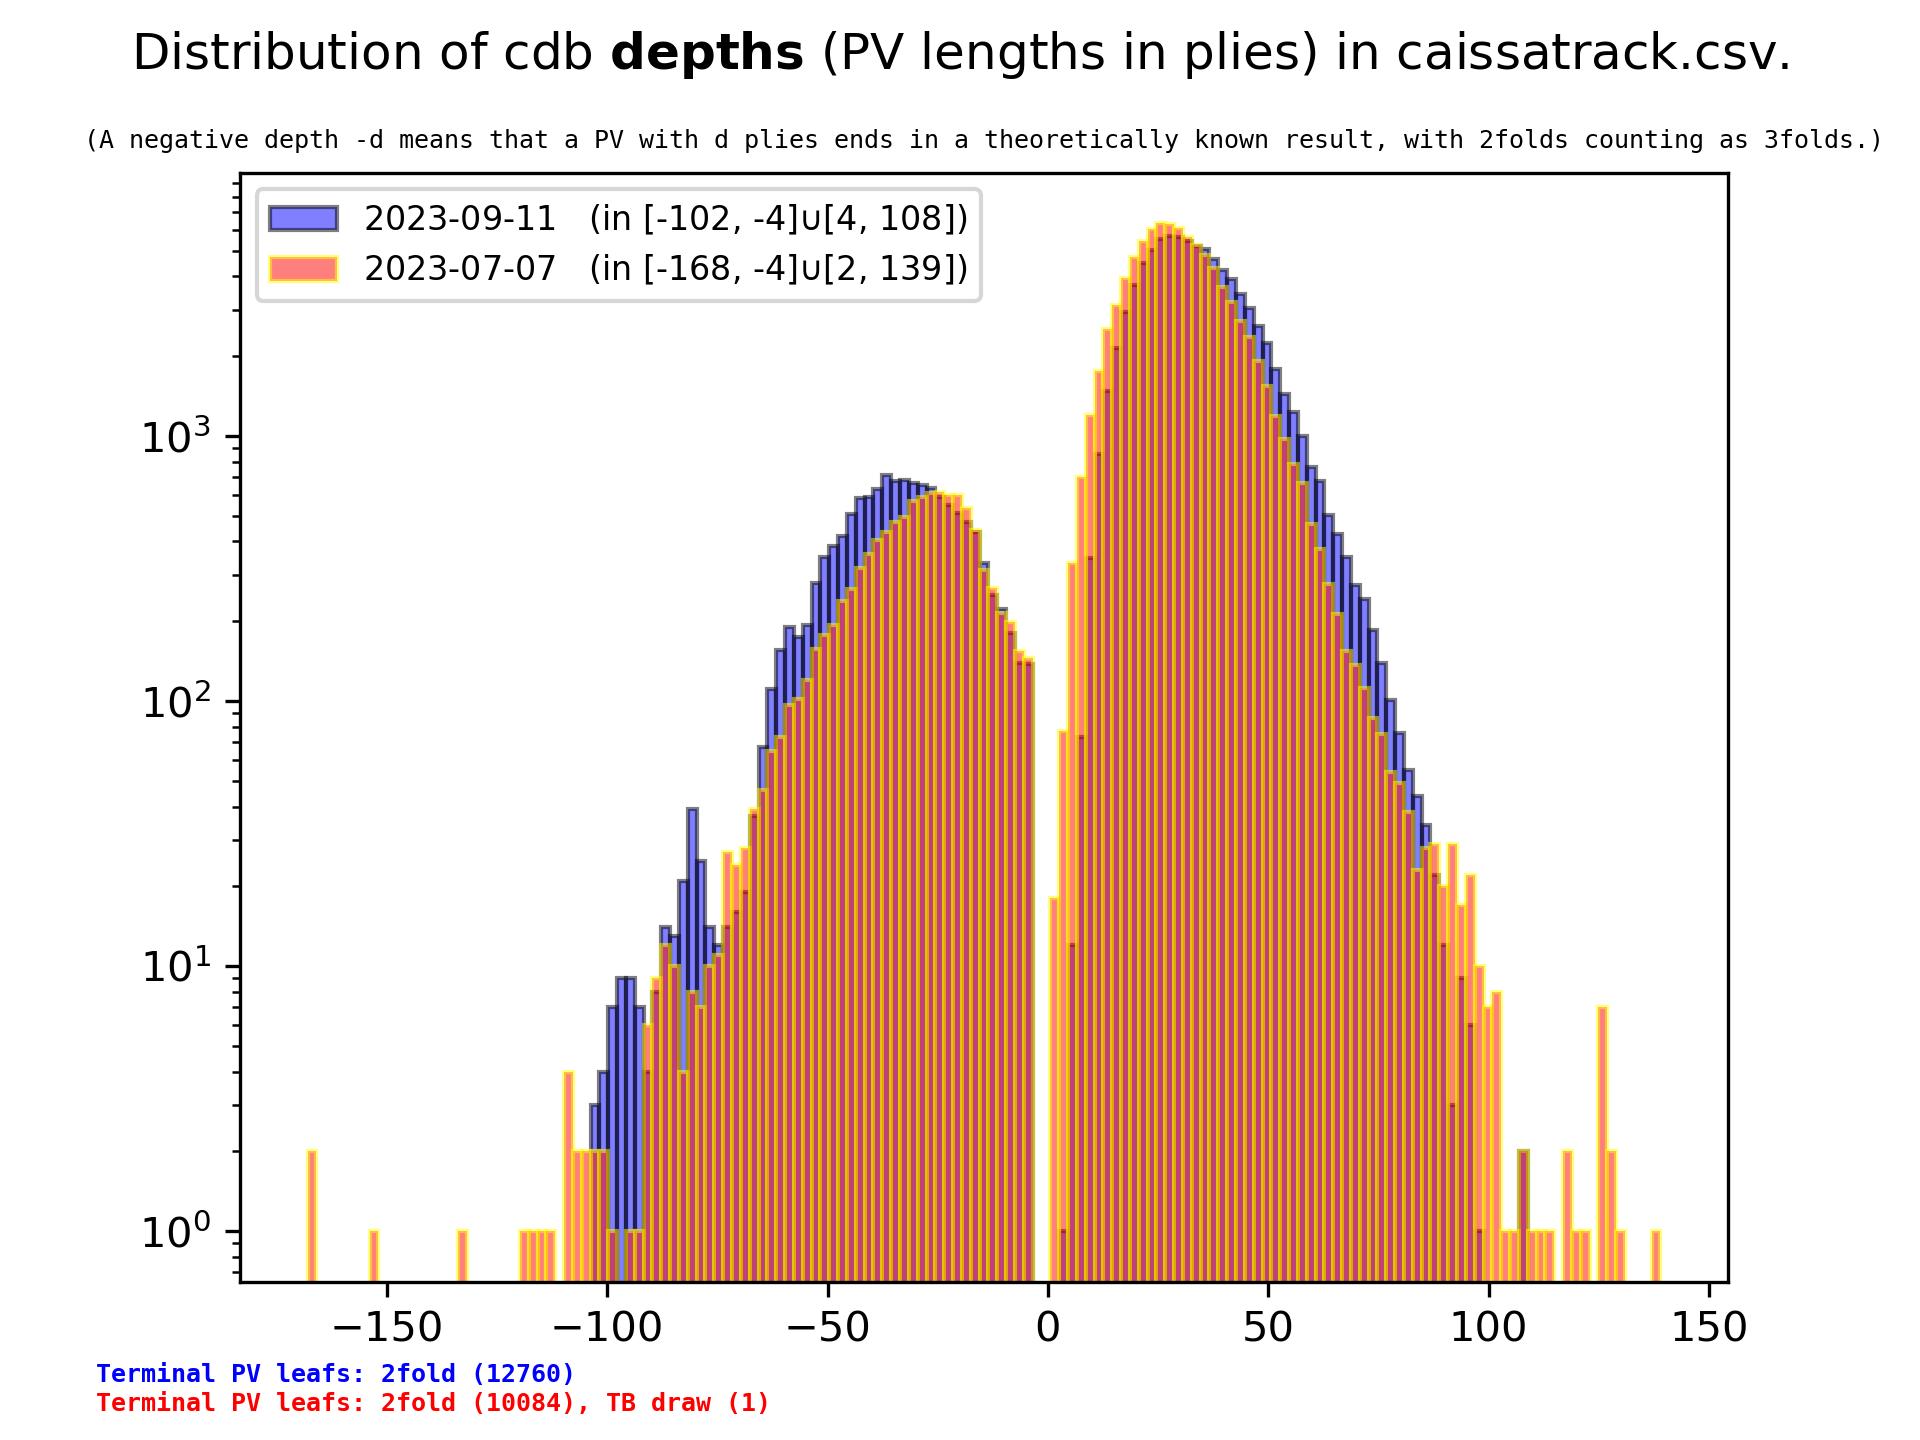 Distribution of cdb depths (PV lengths in plies) in caissatrack.csv.
(A negative depth -d means that a PV with d plies ends in a theoretically known result, with 2folds counting as 3folds.)
2023-09-11 (in [-102, -4]∪[4, 108])
2023-07-07 (in [-168, -4]∪[2, 139])
10³
10²
10¹
10⁰
−150 −100 −50 0 50 100 150
Terminal PV leafs: 2fold (12760)
Terminal PV leafs: 2fold (10084), TB draw (1)